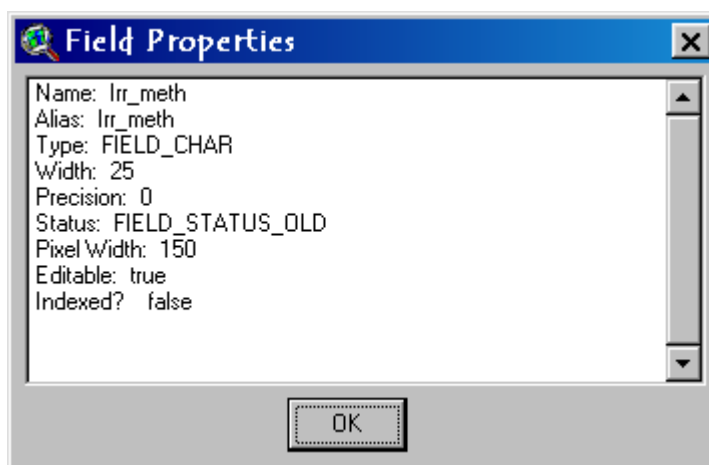 Field Properties
Name: Irr_meth
Alias: Irr_meth
Type: FIELD_CHAR
Width: 25
Precision: 0
Status: FIELD_STATUS_OLD
Pixel Width: 150
Editable: true
Indexed? false
OK